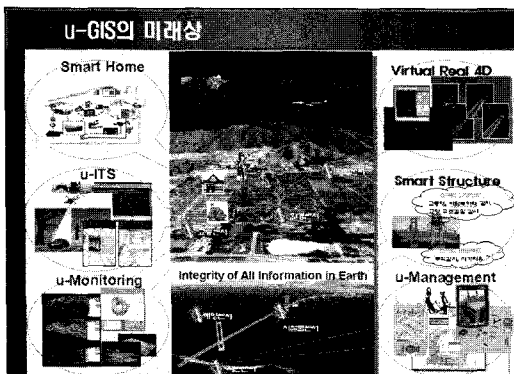 u-GIS의 미래상
Smart Home
u-ITS
u-Monitoring
Integrity of All Information in Earth
Virtual Real 4D
Smart Structure
u-Management